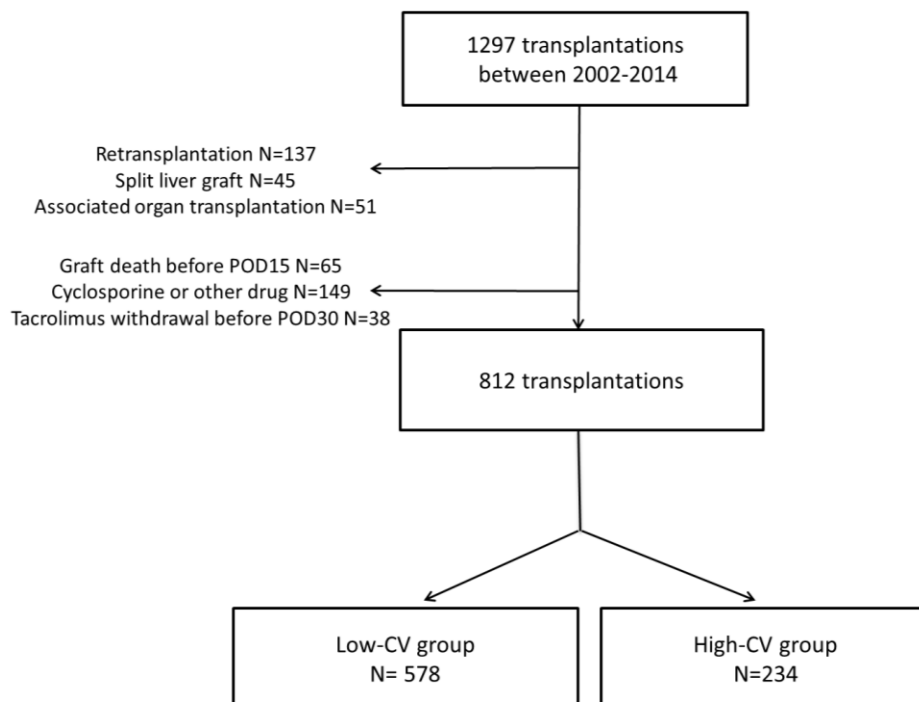 1297 transplantations
between 2002-2014
Retransplantation N=137
Split liver graft N=45
Associated organ transplantation N=51
Graft death before POD15 N=65
Cyclosporine or other drug N=149
Tacrolimus withdrawal before POD30 N=38
812 transplantations
Low-CV group
N= 578
High-CV group
N=234